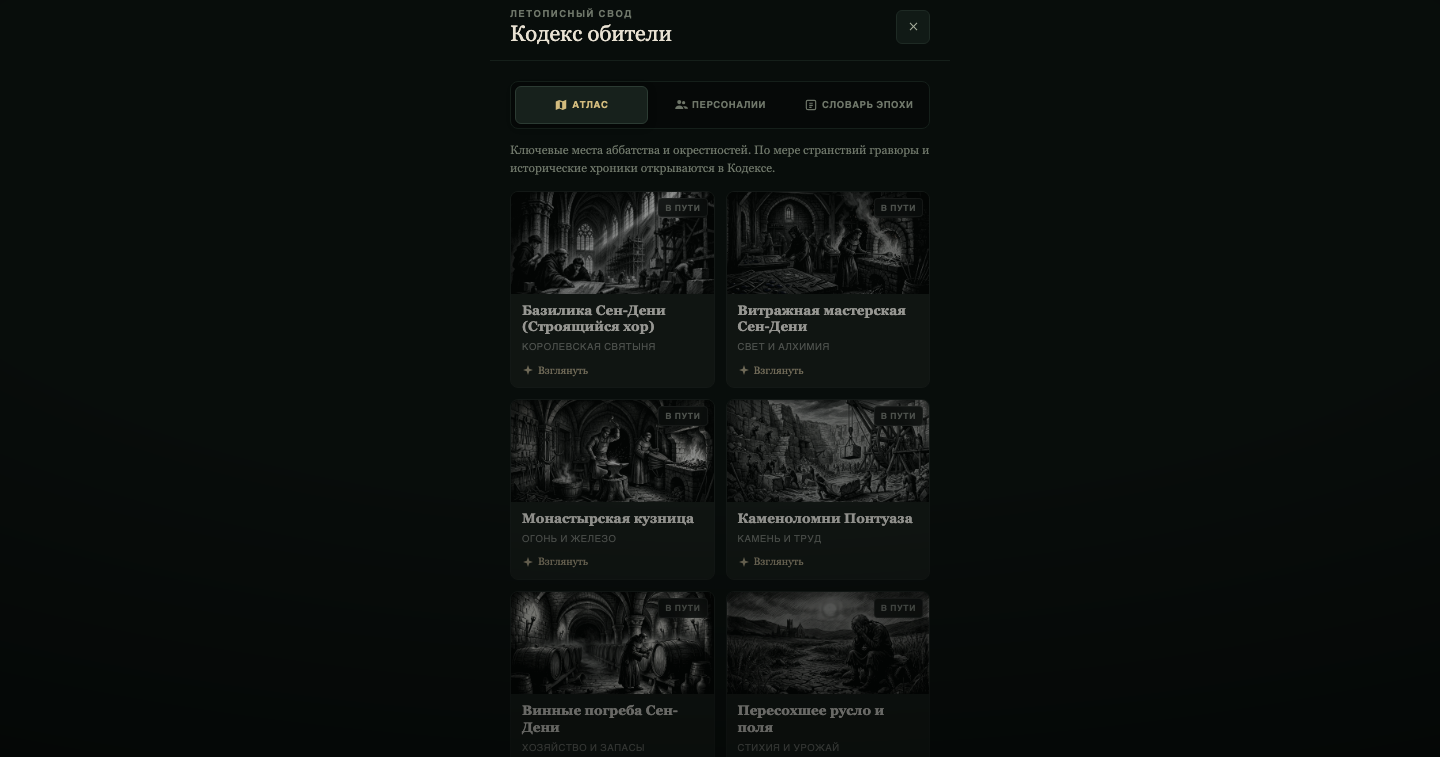 ЛЕТОПИСНЫЙ СВОД
Кодекс обители
×
АТЛАС
ПЕРСОНАЛИИ
СЛОВАРЬ ЭПОХИ
Ключевые места аббатства и окрестностей. По мере странствий гравюры и
исторические хроники открываются в Кодексе.
В ПУТИ
Базилика Сен-Дени
(Строящийся хор)
КОРОЛЕВСКАЯ СВЯТЫНЯ
Взглянуть
В ПУТИ
Витражная мастерская
Сен-Дени
СВЕТ И АЛХИМИЯ
Взглянуть
В ПУТИ
Монастырская кузница
ОГОНЬ И ЖЕЛЕЗО
Взглянуть
В ПУТИ
Каменоломни Понтуаза
КАМЕНЬ И ТРУД
Взглянуть
В ПУТИ
Винные погреба Сен-
Дени
ХОЗЯЙСТВО И ЗАПАСЫ
В ПУТИ
Пересохшее русло и
поля
СТИХИЯ И УРОЖАЙ